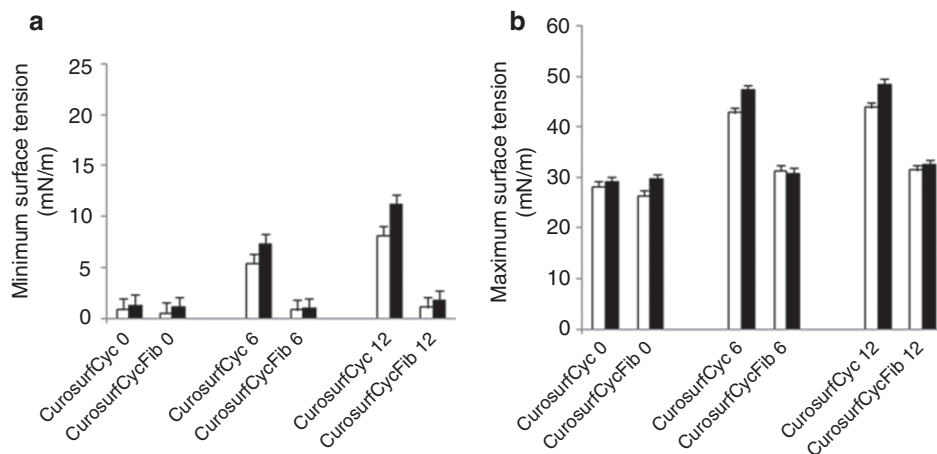 a
Minimum surface tension
(mN/m)
25
20
15
10
5
0
CurosurfCyc 0
CurosurfCycFib 0
CurosurfCyc 6
CurosurfCycFib 6
CurosurfCyc 12
CurosurfCycFib 12
b
Maximum surface tension
(mN/m)
60
50
40
30
20
10
0
CurosurfCyc 0
CurosurfCycFib 0
CurosurfCyc 6
CurosurfCycFib 6
CurosurfCyc 12
CurosurfCycFib 12